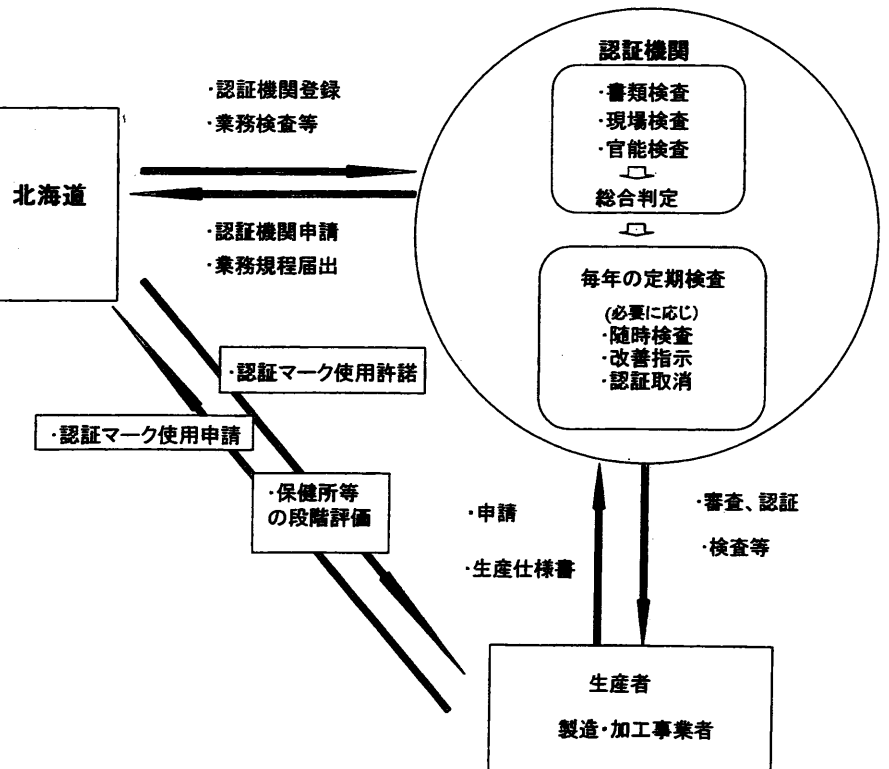 認証機関
・書類検査
・現場検査
・官能検査
総合判定
毎年の定期検査
(必要に応じ)
・随時検査
・改善指示
・認証取消
・認証機関登録
・業務検査等
北海道
・認証機関申請
・業務規程届出
・認証マーク使用許諾
・認証マーク使用申請
・保健所等
の段階評価
・申請
・生産仕様書
・審査、認証
・検査等
生産者
製造・加工事業者